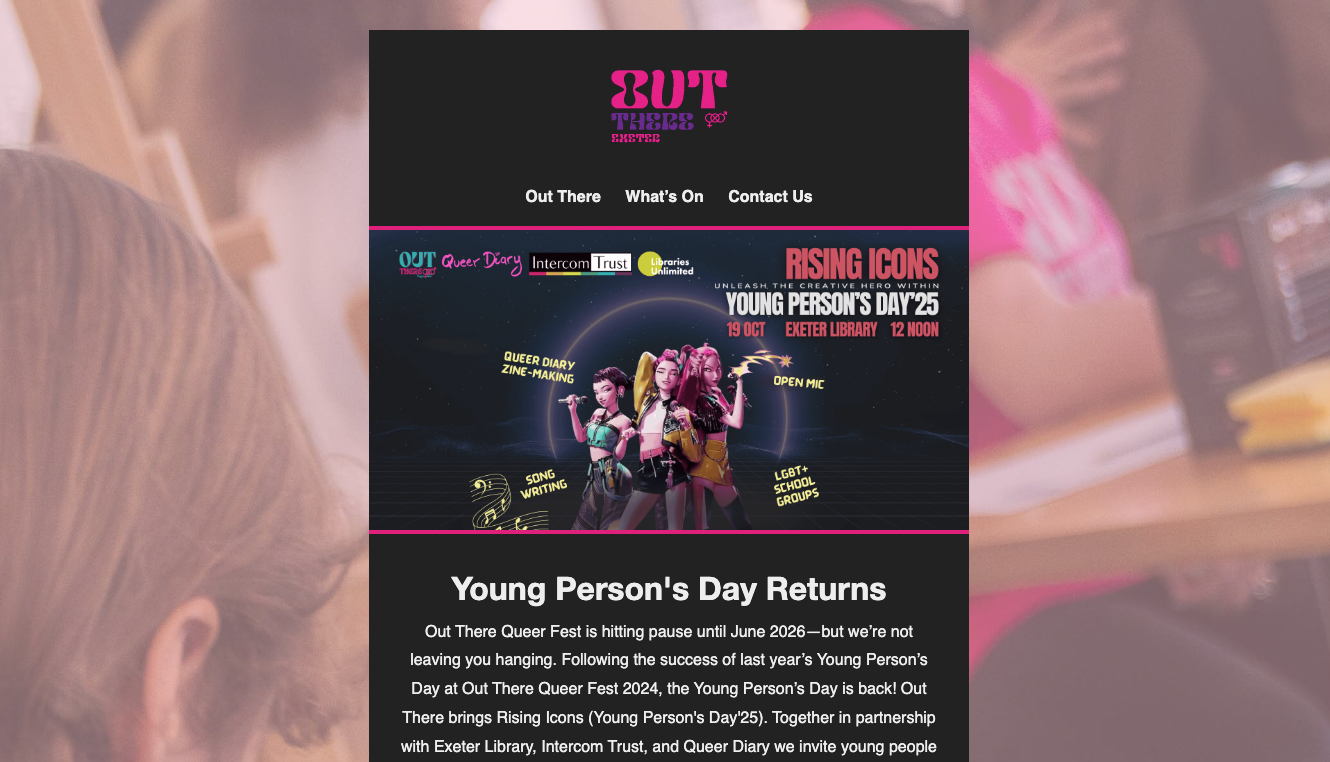 OUT
THERE
EXETER
Out There What’s On Contact Us
OUT
THERE
Queer Diary
Intercom Trust
Libraries
Unlimited
RISING ICONS
UNLEASH THE CREATIVE HERO WITHIN
YOUNG PERSON’S DAY’25
19 OCT EXETER LIBRARY 12 NOON
QUEER DIARY
ZINE-MAKING
OPEN MIC
SONG
WRITING
LGBT+
SCHOOL
GROUPS
Young Person's Day Returns
Out There Queer Fest is hitting pause until June 2026—but we’re not
leaving you hanging. Following the success of last year’s Young Person’s
Day at Out There Queer Fest 2024, the Young Person’s Day is back! Out
There brings Rising Icons (Young Person's Day'25). Together in partnership
with Exeter Library, Intercom Trust, and Queer Diary we invite young people